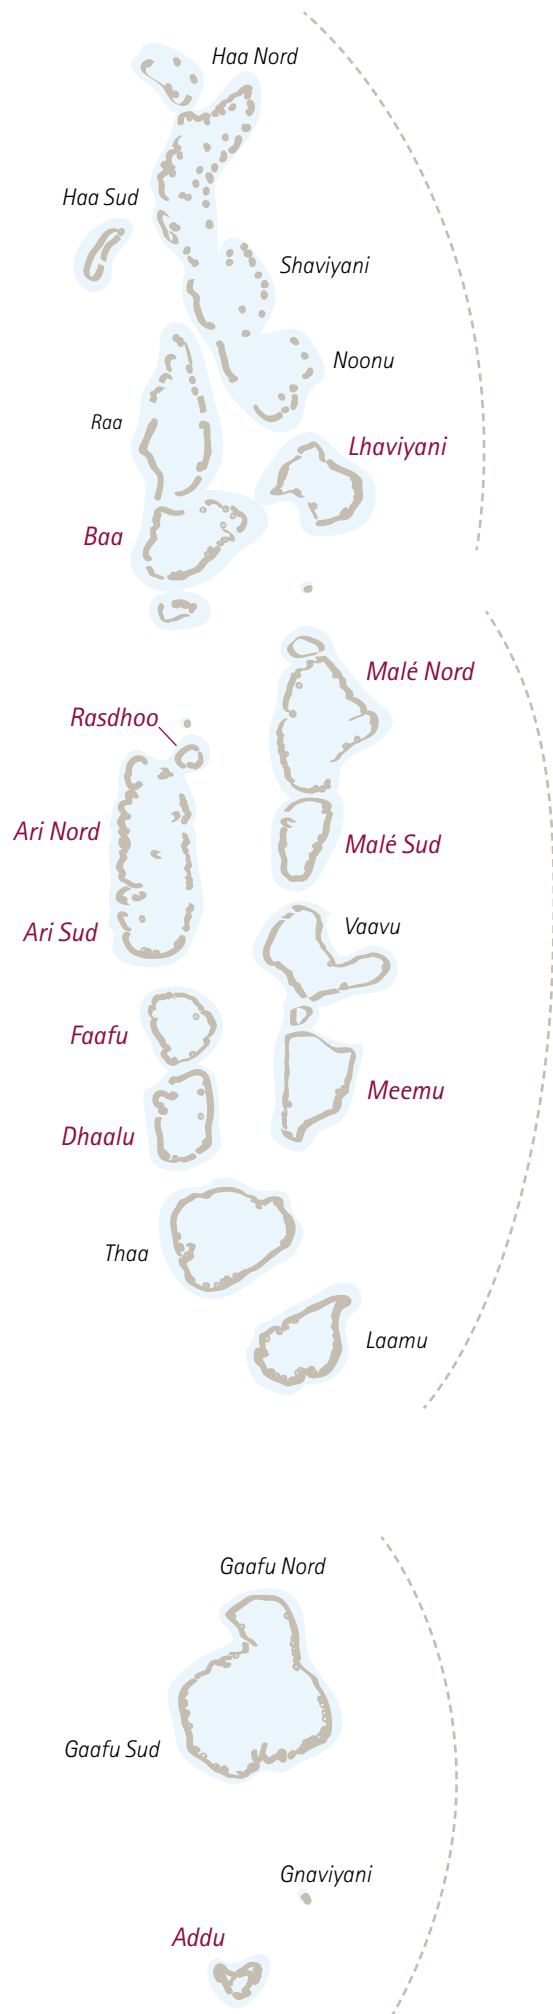 Haa Nord
Haa Sud
Shaviyani
Noonu
Raa
Lhaviyani
Baa
Malé Nord
Rasdhoo
Ari Nord
Malé Sud
Vaavu
Ari Sud
Faafu
Meemu
Dhaalu
Thaa
Laamu
Gaafu Nord
Gaafu Sud
Gnaviyani
Addu